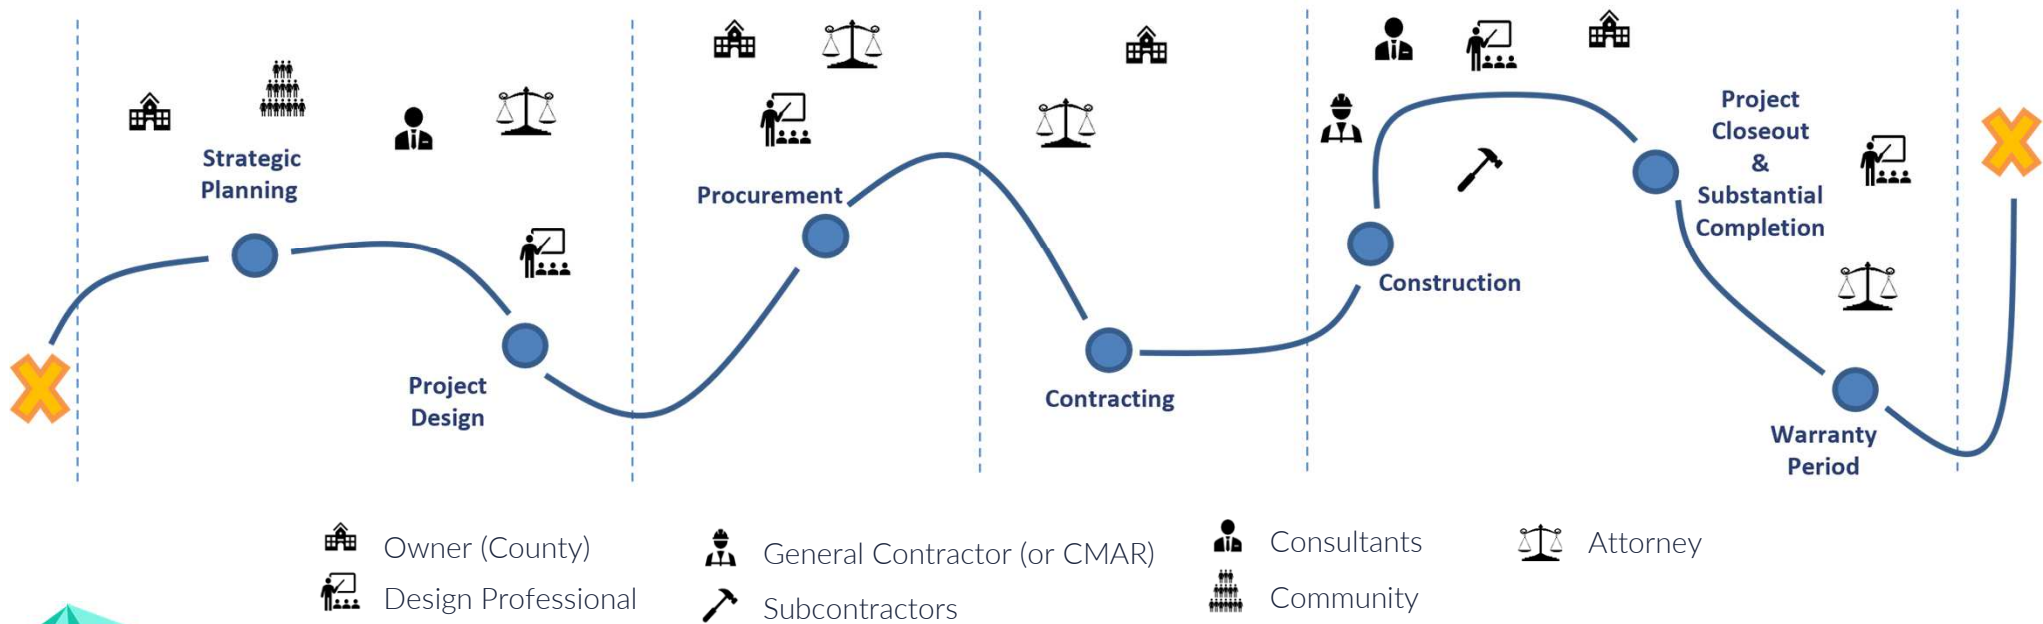 Strategic
Planning
Project
Design
Procurement
Contracting
Construction
Project
Closeout
&
Substantial
Completion
Warranty
Period
Owner (County)
Design Professional
General Contractor (or CMAR)
Subcontractors
Consultants
Community
Attorney